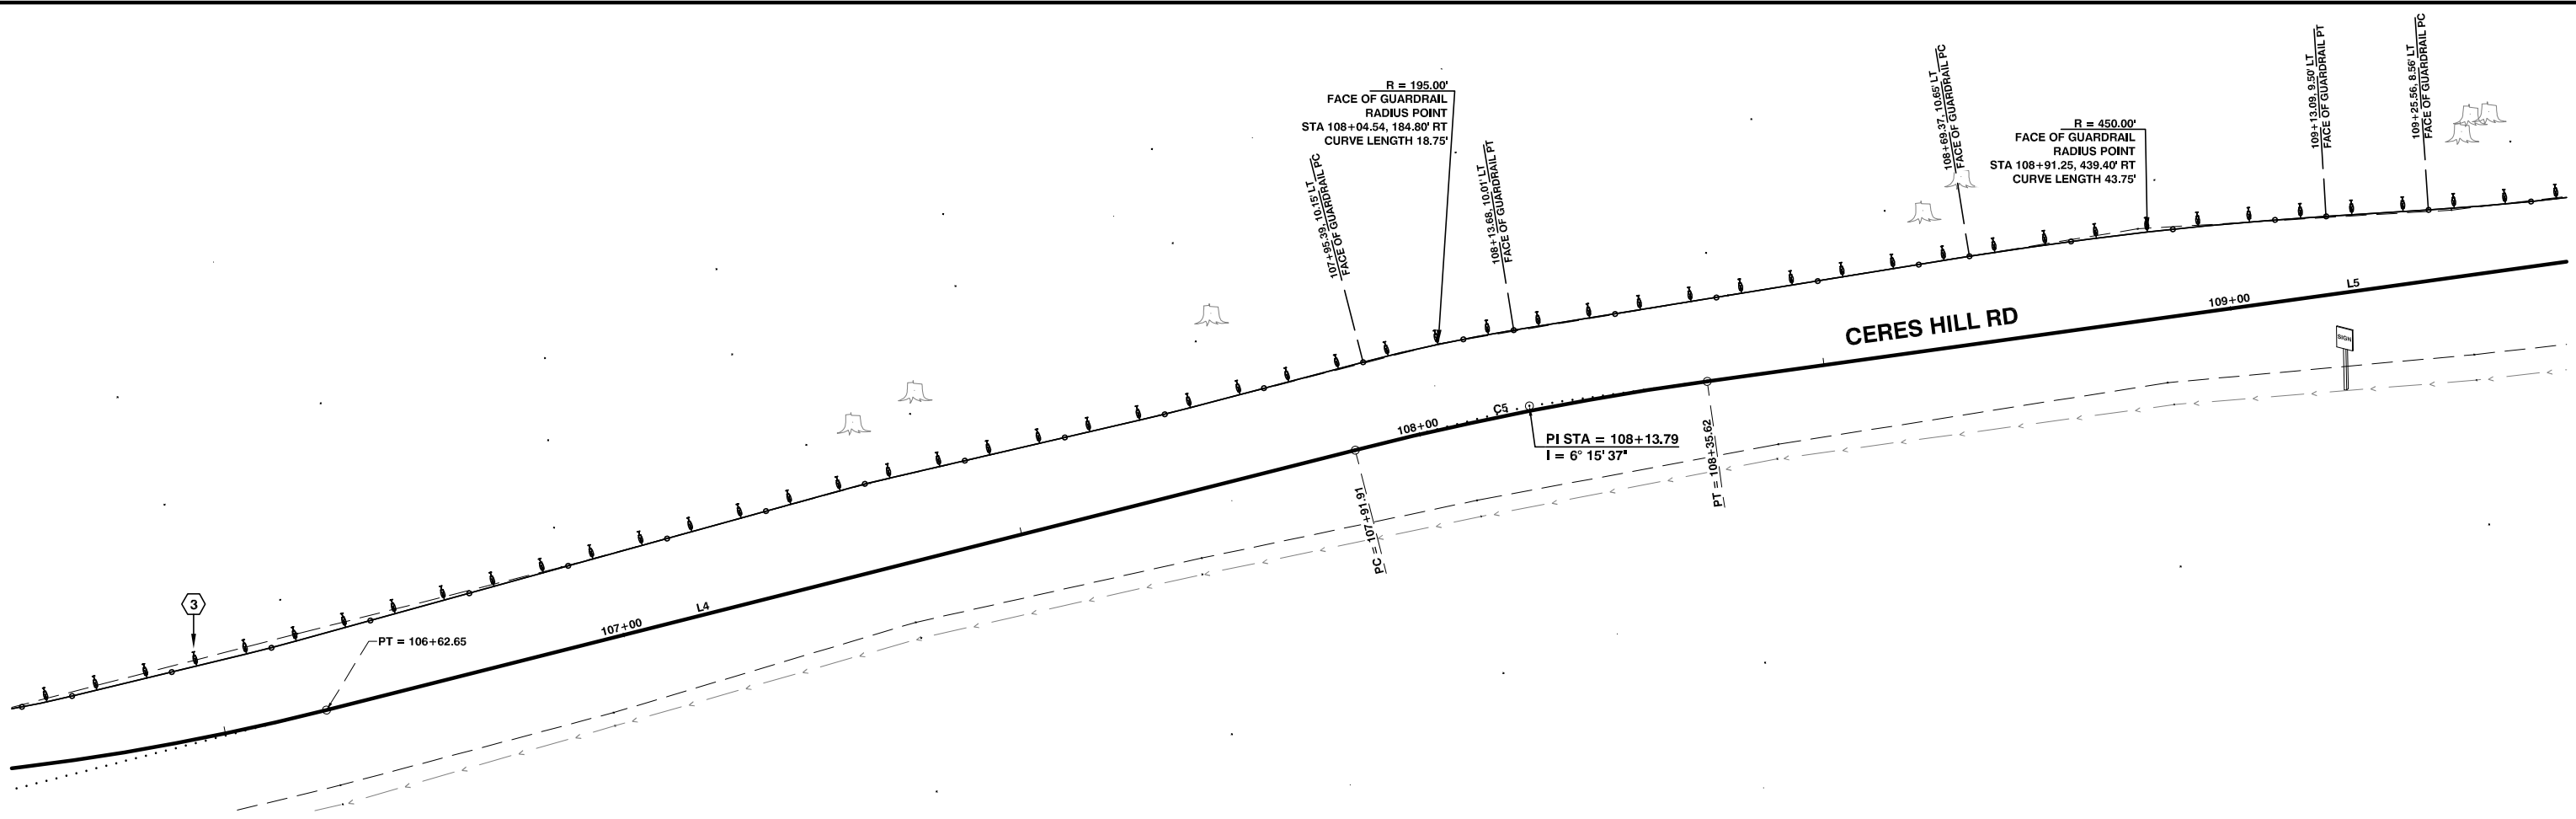 R = 195.00'
FACE OF GUARDRAIL
RADIUS POINT
STA 108+04.54, 184.80' RT
CURVE LENGTH 18.75'
107+95.39, 10.15' LT
FACE OF GUARDRAIL PC
108+13.68, 10.01' LT
FACE OF GUARDRAIL PT
108+69.37, 10.65' LT
FACE OF GUARDRAIL PC
R = 450.00'
FACE OF GUARDRAIL
RADIUS POINT
STA 108+91.25, 439.40' RT
CURVE LENGTH 43.75'
109+13.09, 9.50' LT
FACE OF GUARDRAIL PT
109+25.56, 8.56' LT
FACE OF GUARDRAIL PC
3
PT = 106+62.65
107+00
L4
PC = 107+91.91
108+00
C5
PI STA = 108+13.79
I = 6° 15' 37"
PT = 108+35.62
CERES HILL RD
109+00
L5
SIGN